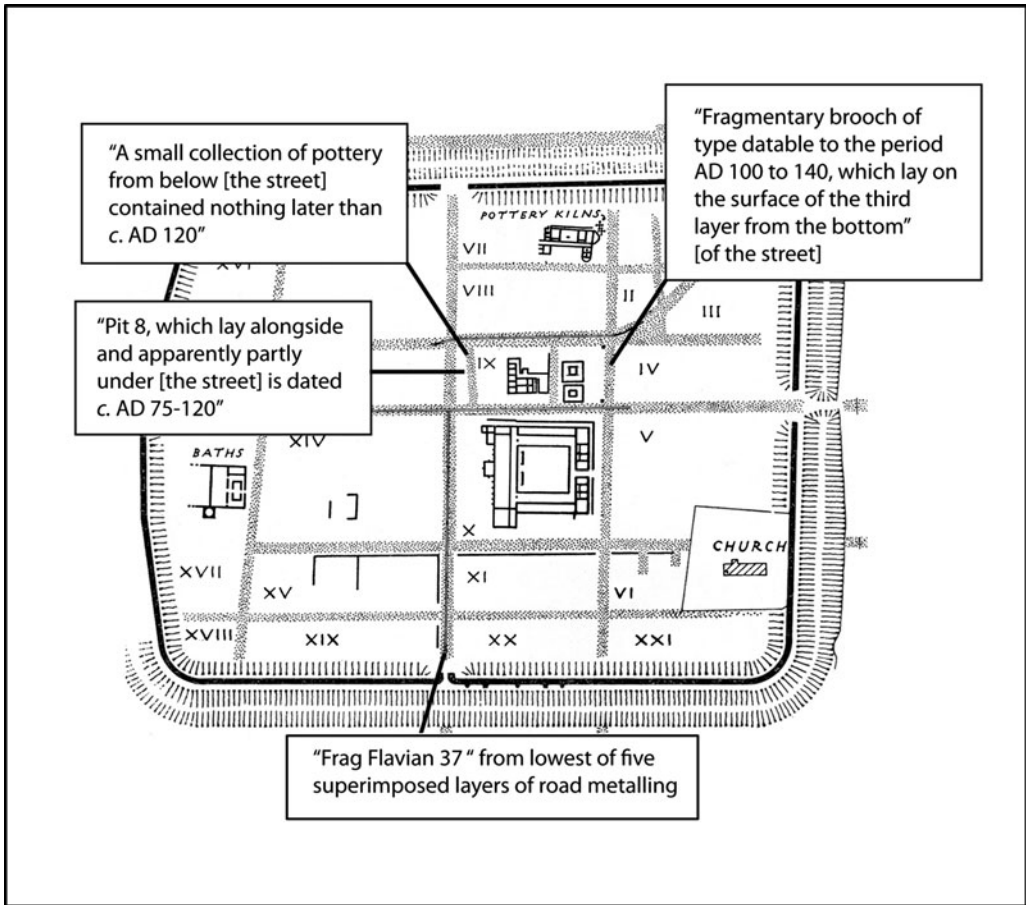 “A small collection of pottery
from below [the street]
contained nothing later than
c. AD 120”
“Fragmentary brooch of
type datable to the period
AD 100 to 140, which lay on
the surface of the third
layer from the bottom”
[of the street]
“Pit 8, which lay alongside
and apparently partly
under [the street] is dated
c. AD 75-120”
POTTERY KILNS
VII
XVI
VIII
II
III
IX
IV
XIV
V
BATHS
X
CHURCH
XVII
XV
XI
VI
XVIII
XIX
XX
XXI
“Frag Flavian 37 “ from lowest of five
superimposed layers of road metalling